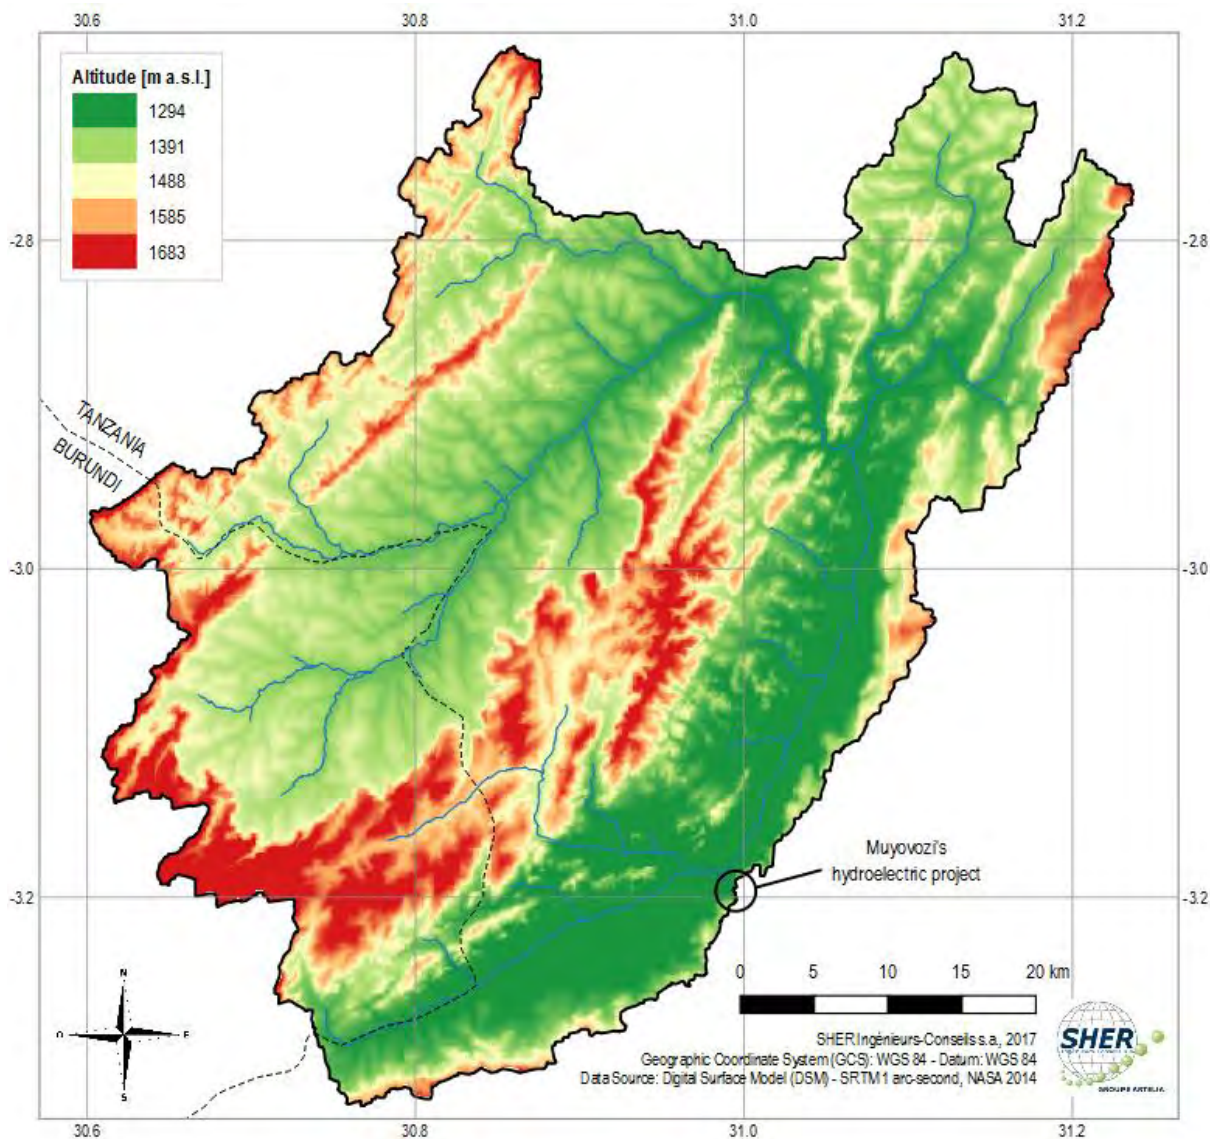 30.6 30.8 31.0 31.2
Altitude [m a.s.l.]
1294
1391
1488
1585
1683
-2.8 -2.8
TANZANIA
BURUNDI
-3.0 -3.0
Muyovozi's
hydroelectric project
-3.2 -3.2
0 5 10 15 20 km
N
O E
S
SHER Ingénieurs-Conseils s.a, 2017
Geographic Coordinate System (GCS): WGS 84 - Datum: WGS 84
Data Source: Digital Surface Model (DSM) - SRTM 1 arc-second, NASA 2014
SHER
GROUPE ARTELIA
30.6 30.8 31.0 31.2